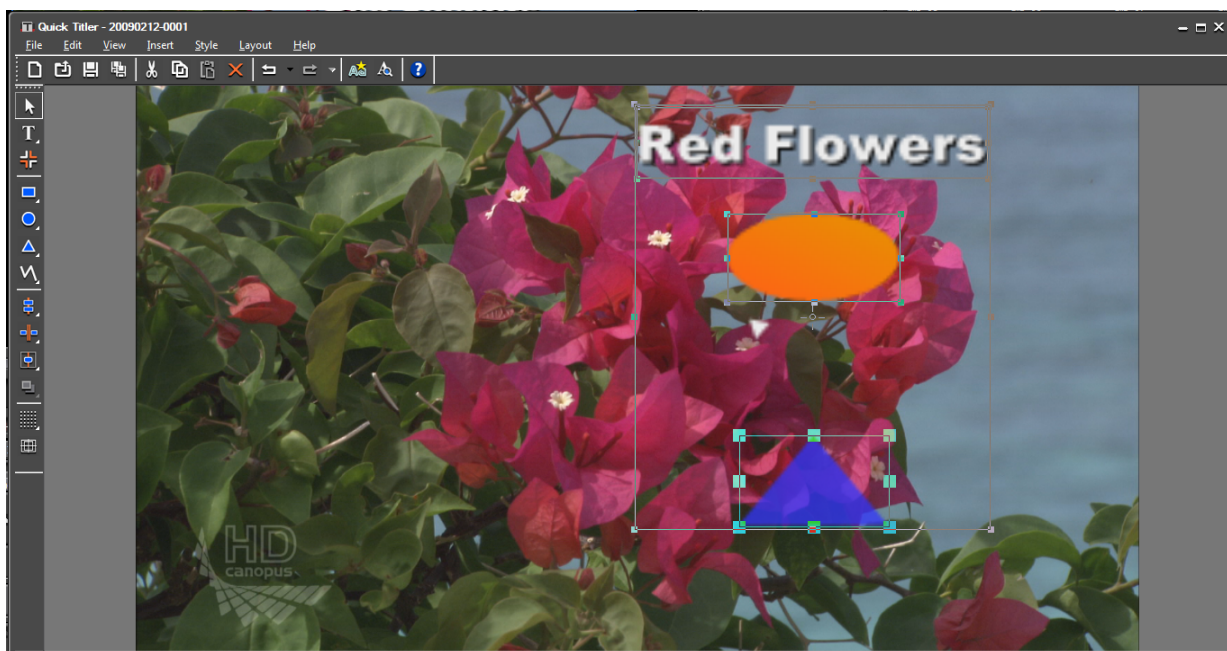 Quick Titler - 20090212-0001
File Edit View Insert Style Layout Help
Red Flowers
HD
canopus